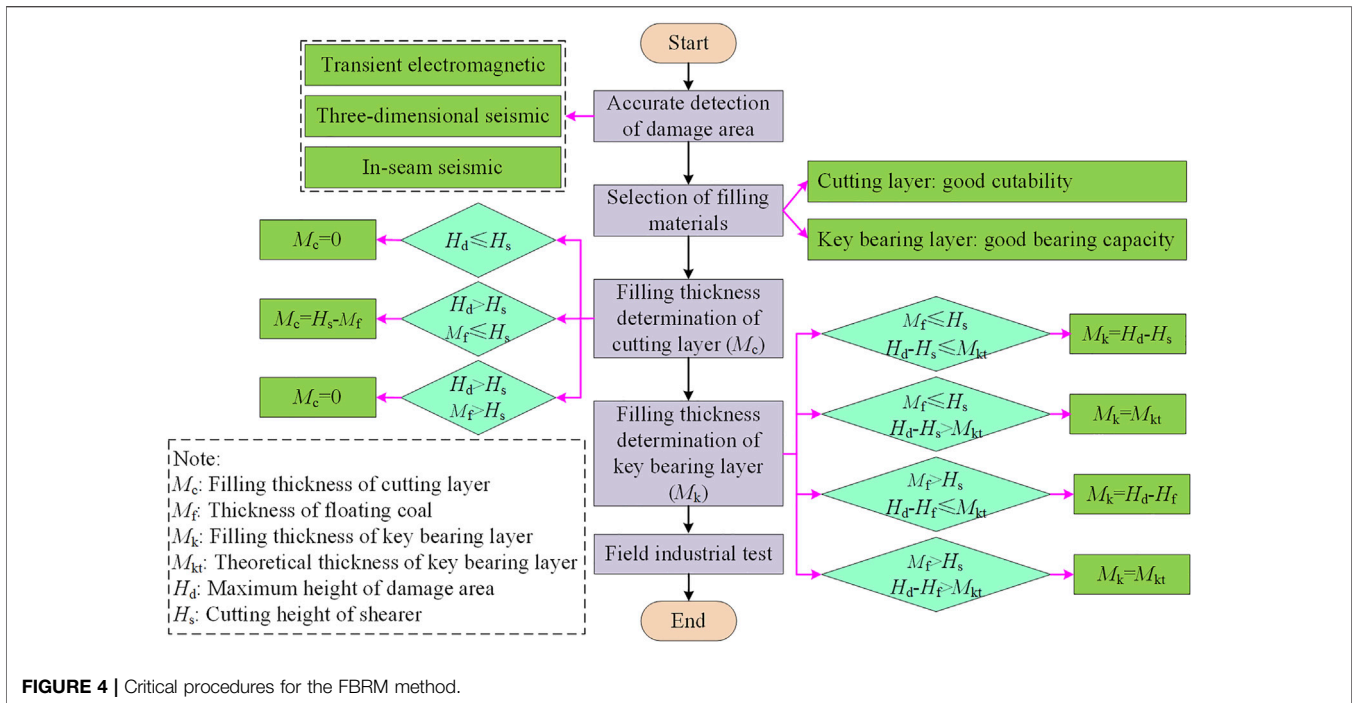 Start
Transient electromagnetic
Three-dimensional seismic
In-seam seismic
Accurate detection
of damage area
Selection of filling
materials
Cutting layer: good cutability
Key bearing layer: good bearing capacity
Filling thickness
determination of
cutting layer (Mc)
Hd≤Hs
Mc=0
Hd>Hs
Mf≤Hs
Mc=Hs-Mf
Hd>Hs
Mf>Hs
Mc=0
Filling thickness
determination of
key bearing layer
(Mk)
Mf≤Hs
Hd-Hs≤Mkt
Mk=Hd-Hs
Mf≤Hs
Hd-Hs>Mkt
Mk=Mkt
Mf>Hs
Hd-Hf≤Mkt
Mk=Hd-Hf
Mf>Hs
Hd-Hf>Mkt
Mk=Mkt
Field industrial test
End
Note:
Mc: Filling thickness of cutting layer
Mf: Thickness of floating coal
Mk: Filling thickness of key bearing layer
Mkt: Theoretical thickness of key bearing layer
Hd: Maximum height of damage area
Hs: Cutting height of shearer
FIGURE 4 | Critical procedures for the FBRM method.